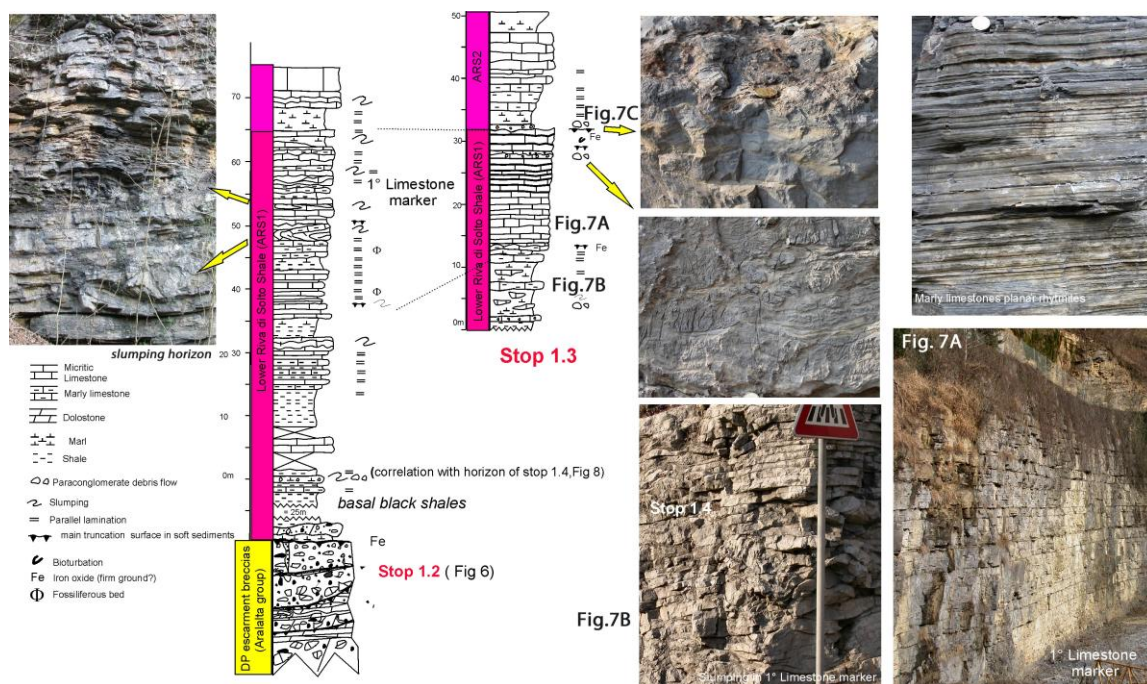 slumping horizon
Micritic
Limestone
Marly limestone
Dolostone
Marl
Shale
Paraconglomerate debris flow
Slumping
Parallel lamination
main truncation surface in soft sediments
Bioturbation
Fe Iron oxide (firm ground?)
Φ Fossiliferous bed
70
60
50
40
20 30
10
0m
Lower Riva di Solto Shale (ARS1)
DP escarment breccias
(Aralalta group)
1° Limestone
marker
Φ
Φ
(correlation with horizon of stop 1.4,Fig 8)
basal black shales
= 25m
Fe
Stop 1.2 ( Fig 6)
50
40
30
20
10
0m
ARS2
Lower Riva di Solto Shale (ARS1)
Fig.7C
Fe
Fig.7A
Fe
Fig.7B
Stop 1.3
Stop 1.4
Fig.7B
Slumping in 1° Limestone marker
Marly limestones planar rhytmites
Fig. 7A
1° Limestone
marker